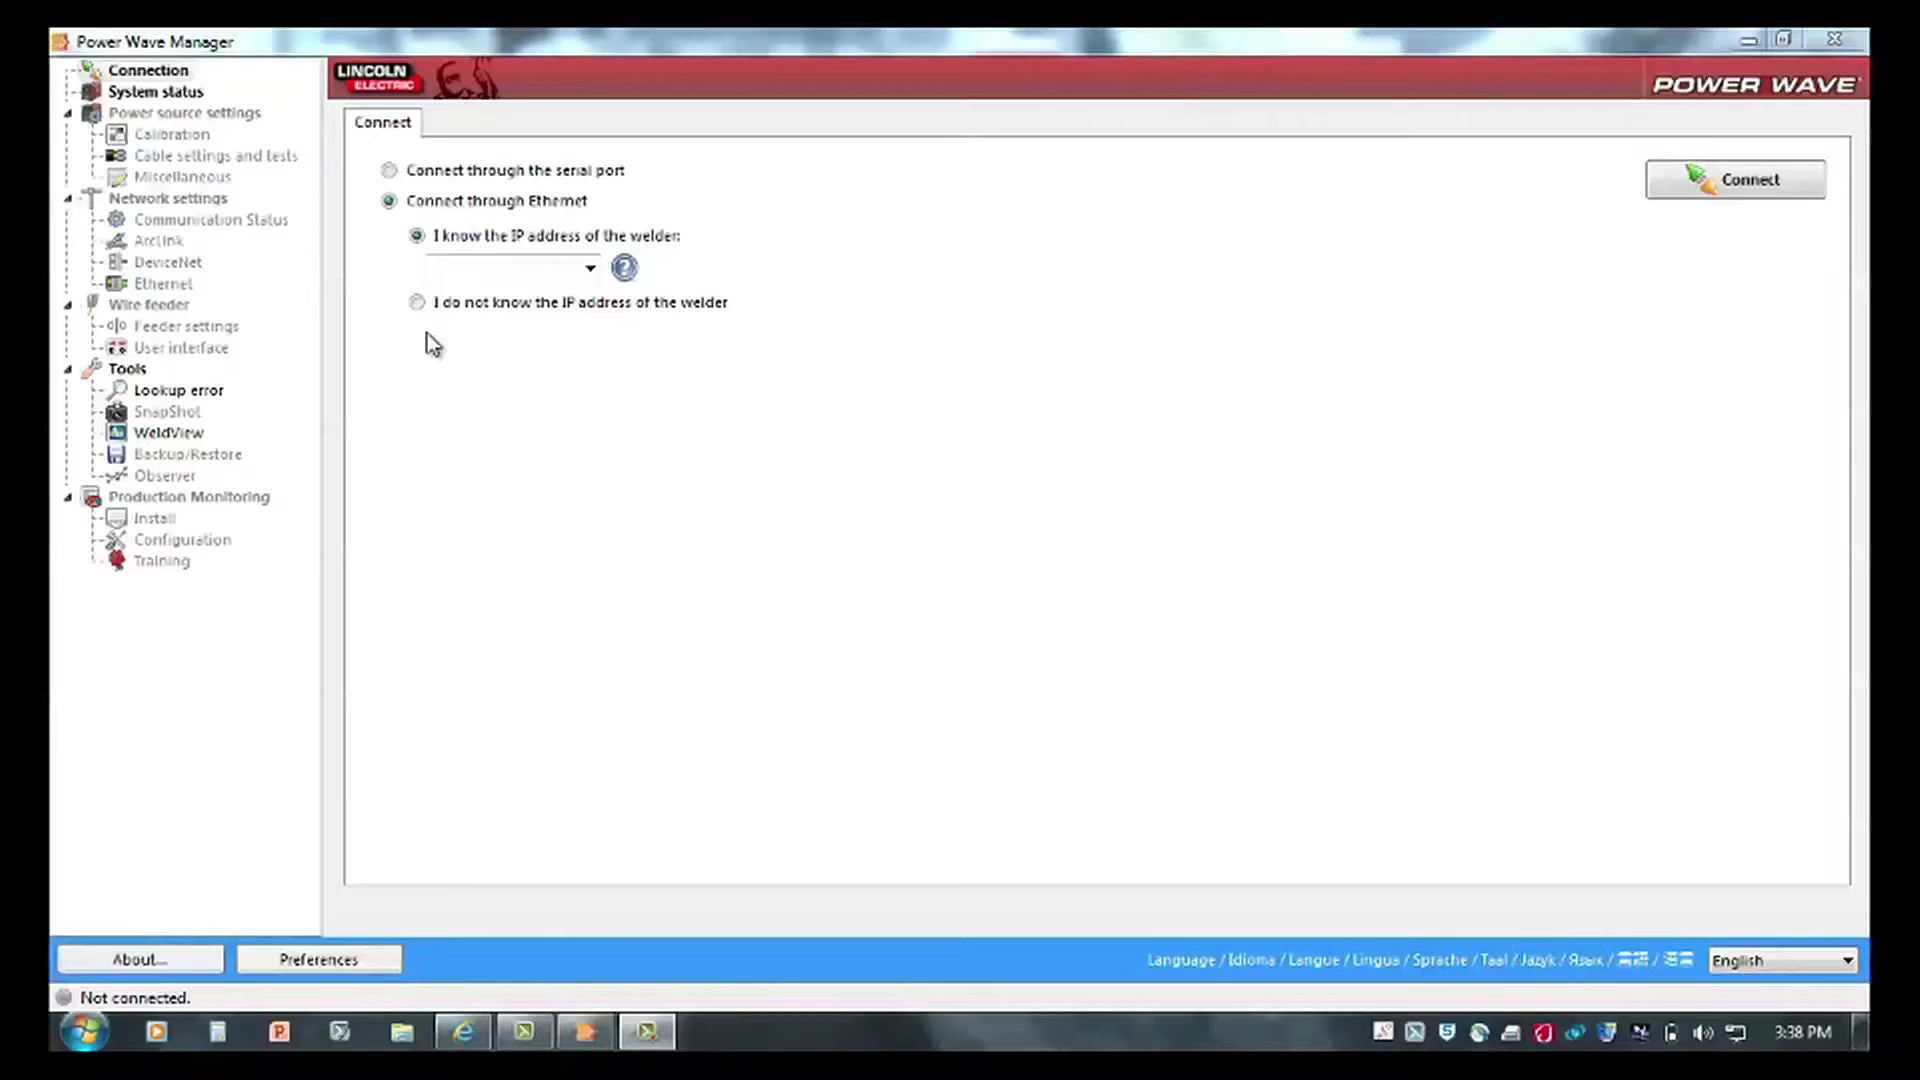 Power Wave Manager
Connection
System status
Power source settings
Calibration
Cable settings and tests
Miscellaneous
Network settings
Communication Status
ArcLink
DeviceNet
Ethernet
Wire feeder
Feeder settings
User interface
Tools
Lookup error
SnapShot
WeldView
Backup/Restore
Observer
Production Monitoring
Install
Configuration
Training
LINCOLN
ELECTRIC
POWER WAVE
Connect
Connect through the serial port
Connect
Connect through Ethernet
I know the IP address of the welder:
I do not know the IP address of the welder
About...
Preferences
Language / Idioma / Langue / Lingua / Sprache / Taal / Jazyk / Язык /
English
Not connected.
3:38 PM